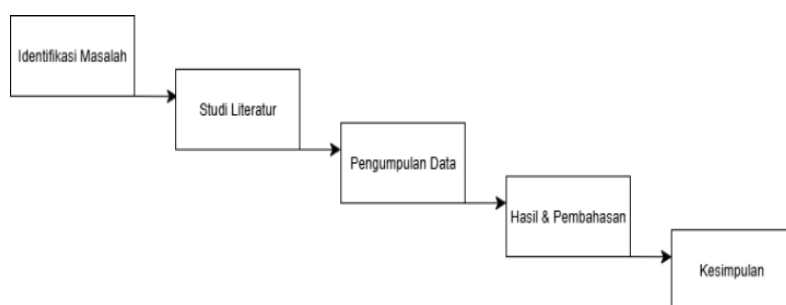 Identifikasi Masalah
Studi Literatur
Pengumpulan Data
Hasil & Pembahasan
Kesimpulan